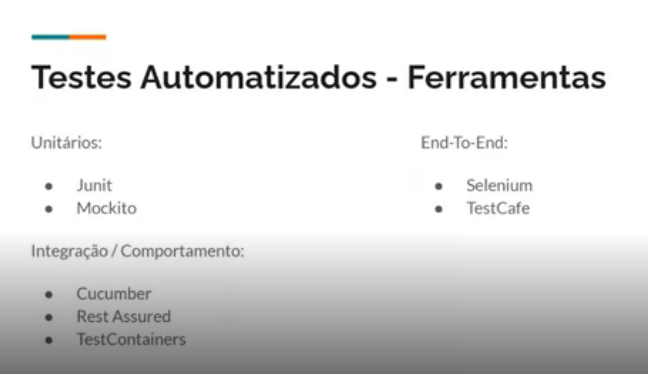 Testes Automatizados - Ferramentas
Unitários:
● Junit
● Mockito
Integração / Comportamento:
● Cucumber
● Rest Assured
● TestContainers
End-To-End:
● Selenium
● TestCafe